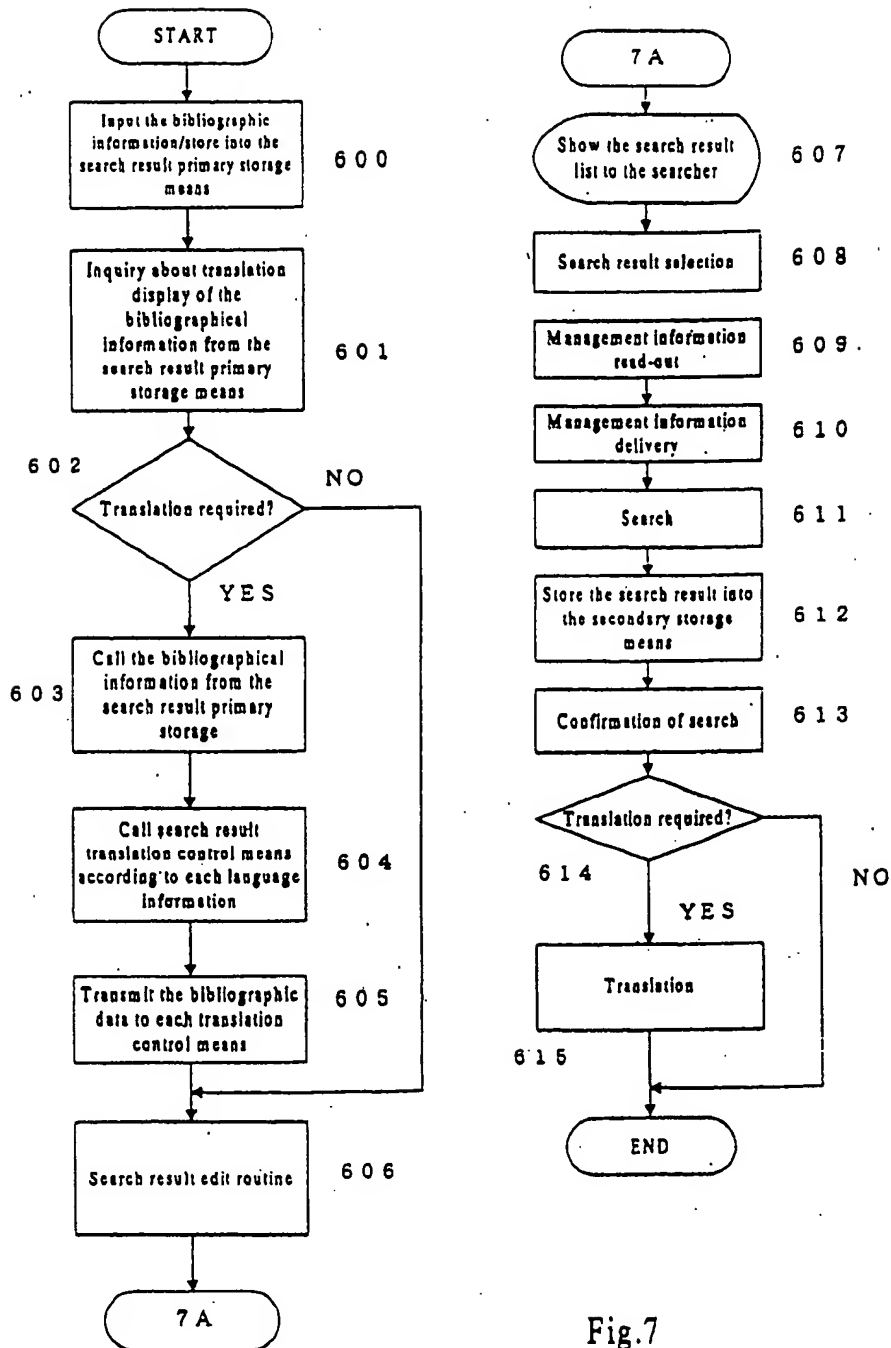 START
Input the bibliographic
information/store into the
search result primary storage
means
600
Inquiry about translation
display of the
bibliographical
information from the
search result primary
storage means
601
602
Translation required?
NO
YES
603
Call the bibliographical
information from the
search result primary
storage
Call search result
translation control means
according to each language
information
604
Transmit the bibliographic
data to each translation
control means
605
Search result edit routine
606
7A
7A
Show the search result
list to the searcher
607
Search result selection
608
Management information
read-out
609
Management information
delivery
610
Search
611
Store the search result into
the secondary storage
means
612
Confirmation of search
613
Translation required?
614
NO
YES
Translation
615
END
Fig.7